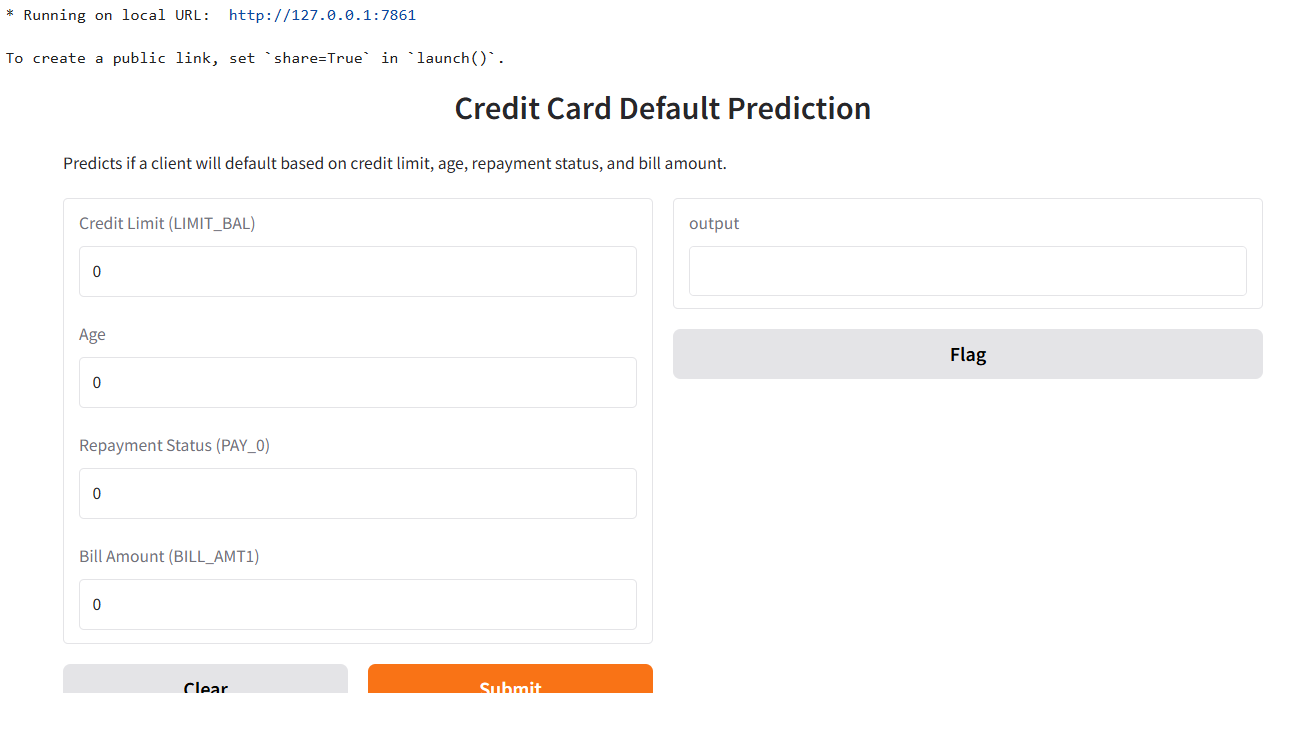 * Running on local URL:  http://127.0.0.1:7861
To create a public link, set `share=True` in `launch()`.
Credit Card Default Prediction
Predicts if a client will default based on credit limit, age, repayment status, and bill amount.
Credit Limit (LIMIT_BAL)
0
Age
0
Repayment Status (PAY_0)
0
Bill Amount (BILL_AMT1)
0
Clear
Submit
output
Flag